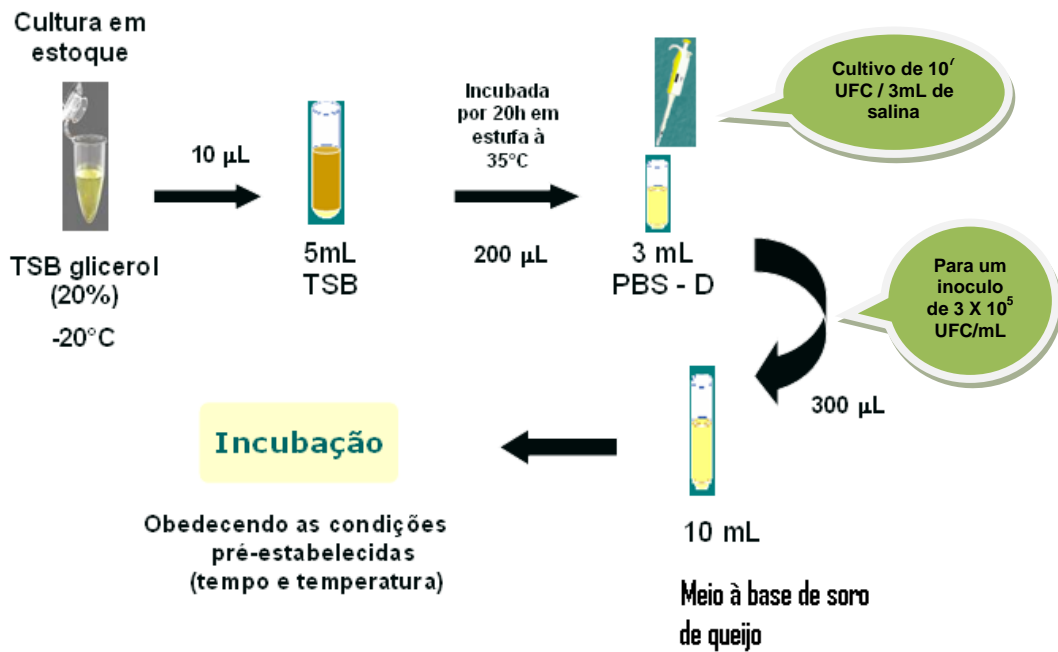 Cultura em
estoque
10 µL
Incubada
por 20h em
estufa à
35°C
Cultivo de 10′
UFC / 3mL de
salina
TSB glicerol
(20%)
-20°C
5mL
TSB
200 µL
3 mL
PBS - D
Para um
inoculo
de 3 X 10⁵
UFC/mL
300 µL
Incubação
10 mL
Obedecendo as condições
pré-estabelecidas
(tempo e temperatura)
Meio à base de soro
de queijo